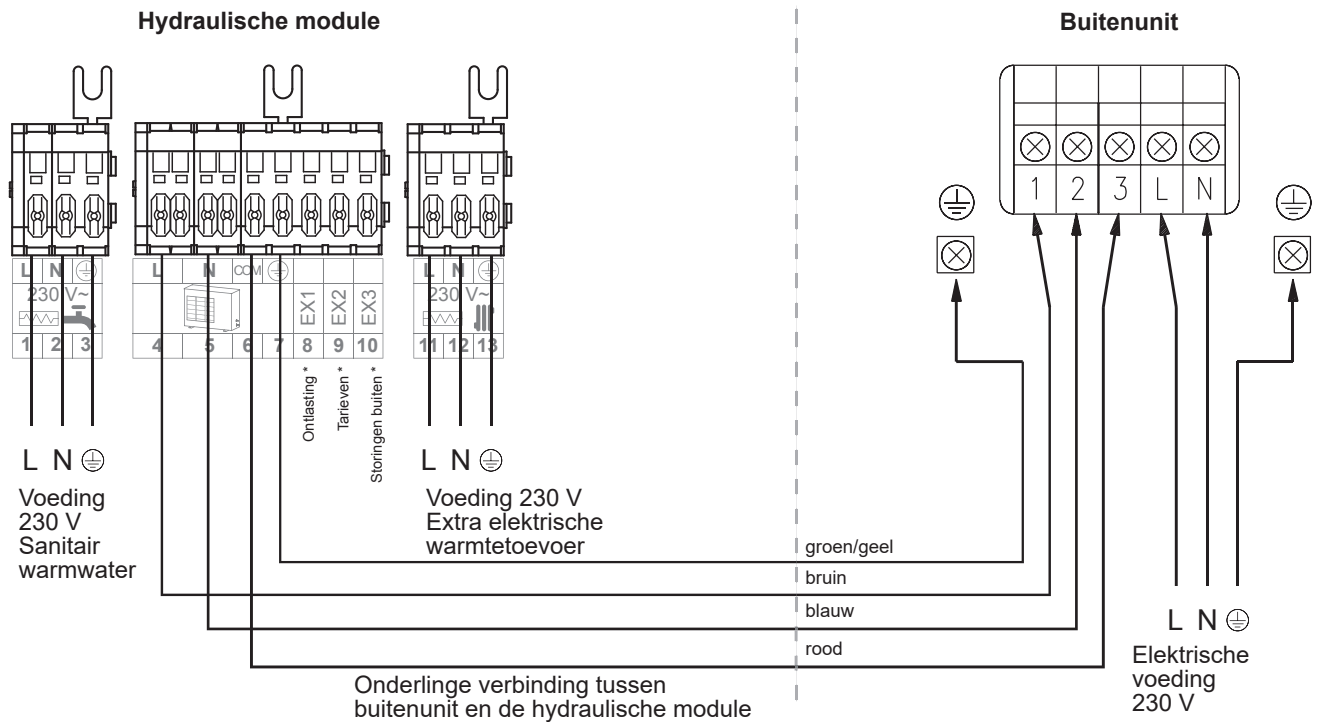 Hydraulische module
Buitenunit
1 2 3 L N
L N
230 V~
1 2 3
L N COM
EX1
EX2
EX3
4 5 6 7 8 9 10
Ontlasting *
Tarieven *
Storingen buiten *
L N
230 V~
11 12 13
L N
Voeding
230 V
Sanitair
warmwater
L N
Voeding 230 V
Extra elektrische
warmtetoevoer
groen/geel
bruin
blauw
rood
Onderlinge verbinding tussen
buitenunit en de hydraulische module
L N
Elektrische
voeding
230 V